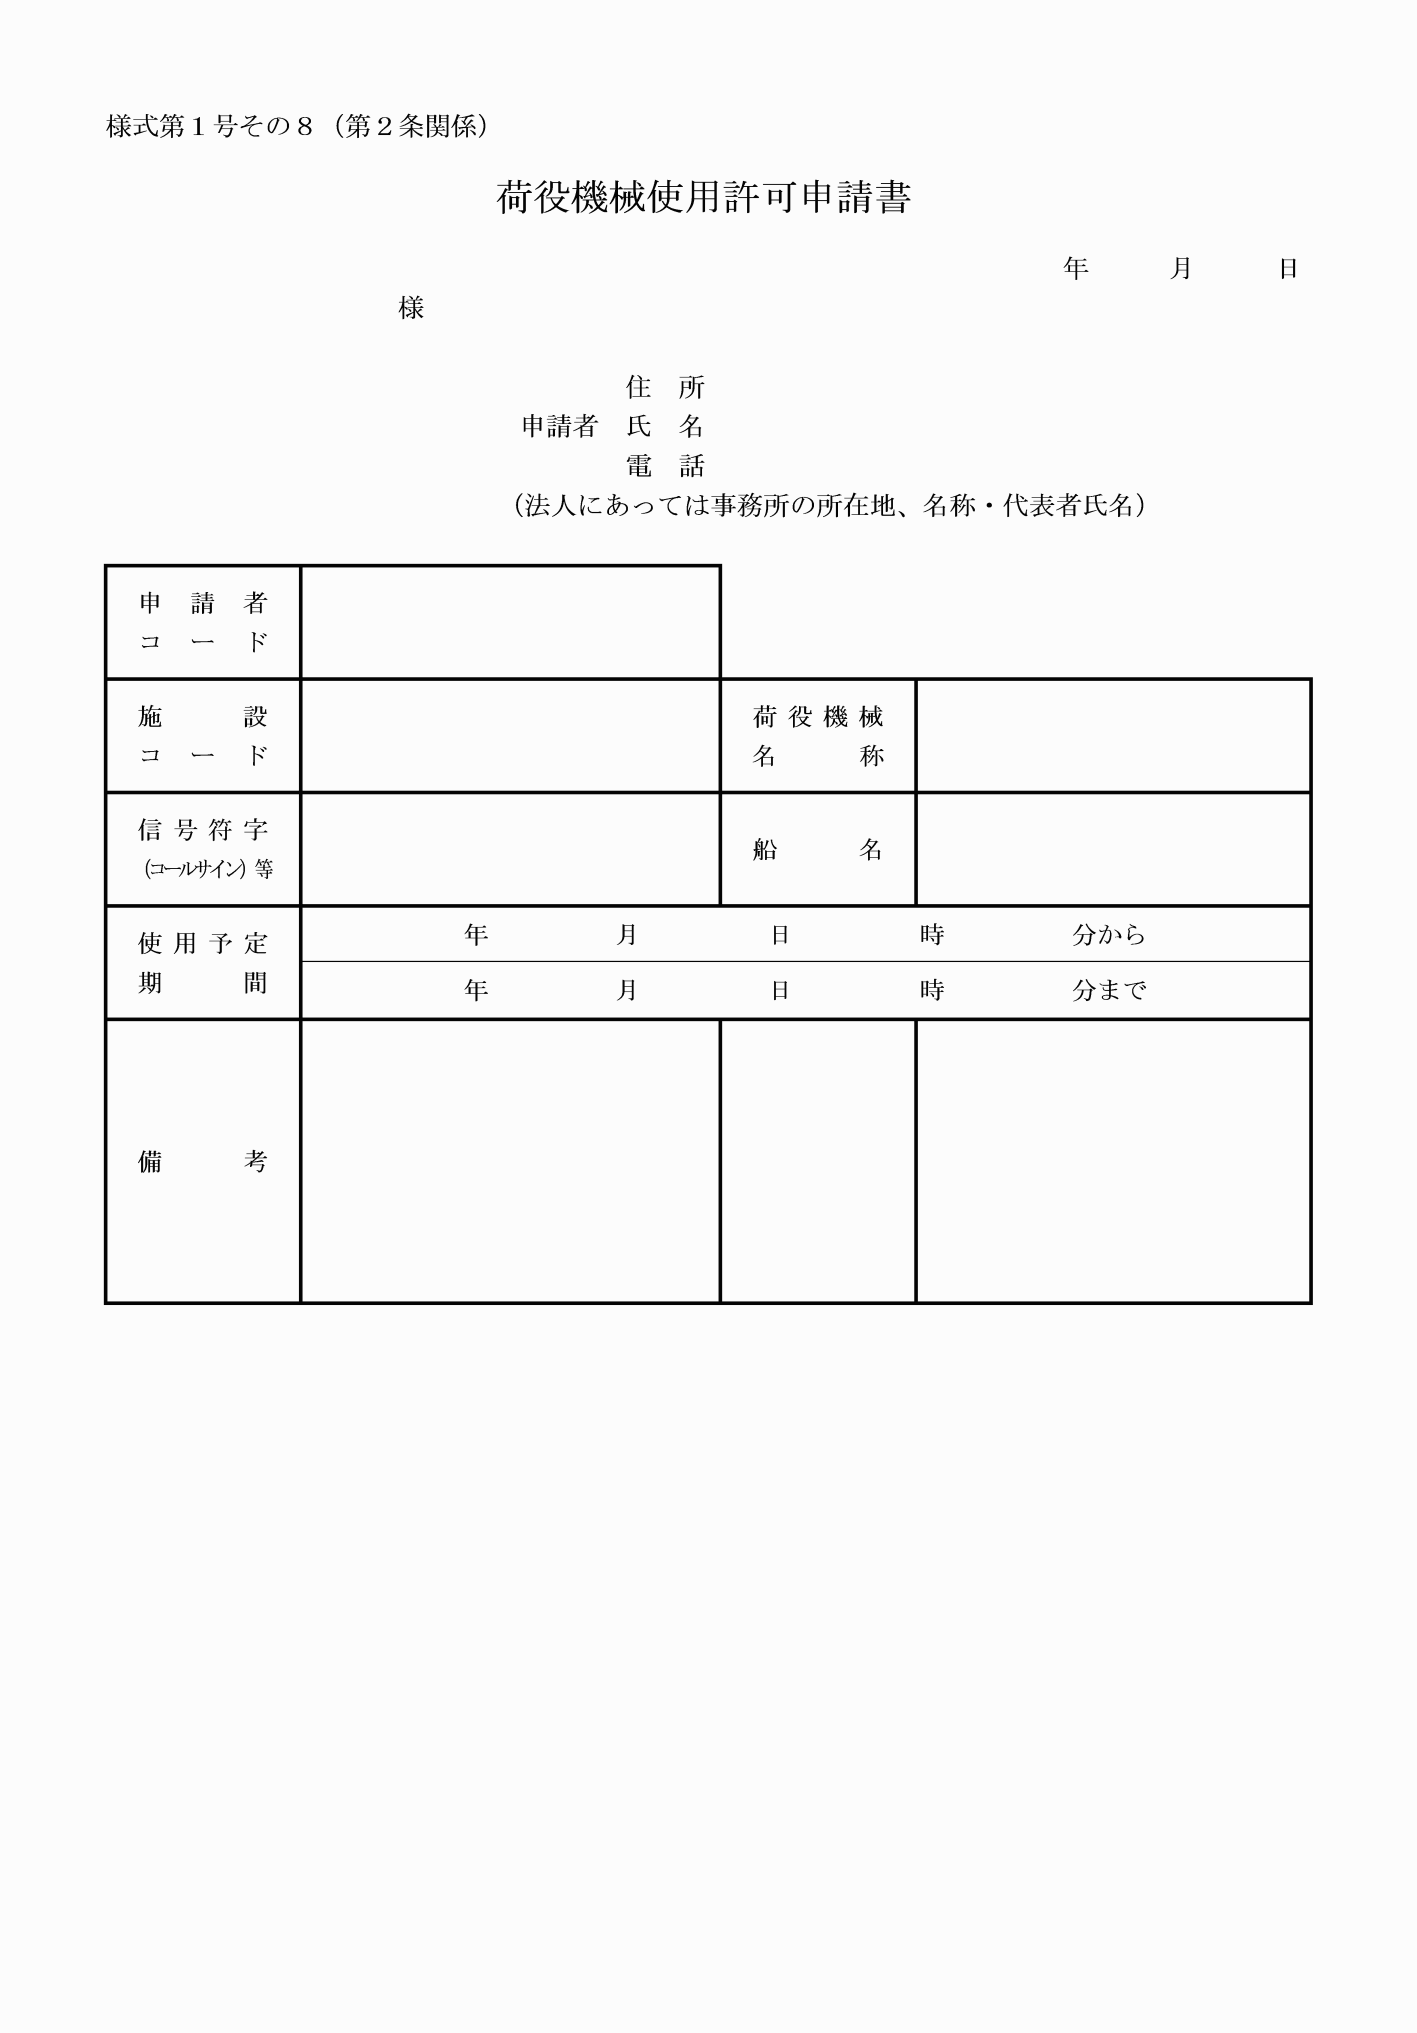 様式第１号その８（第２条関係）
荷役機械使用許可申請書
年　月　日
様
住　所
申請者　氏　名
電　話
（法人にあっては事務所の所在地、名称・代表者氏名）
申請者
コード
施設
コード
荷役機械
名称
信号符字
（コールサイン）等
船名
使用予定
期間
年　月　日　時　分から
年　月　日　時　分まで
備考